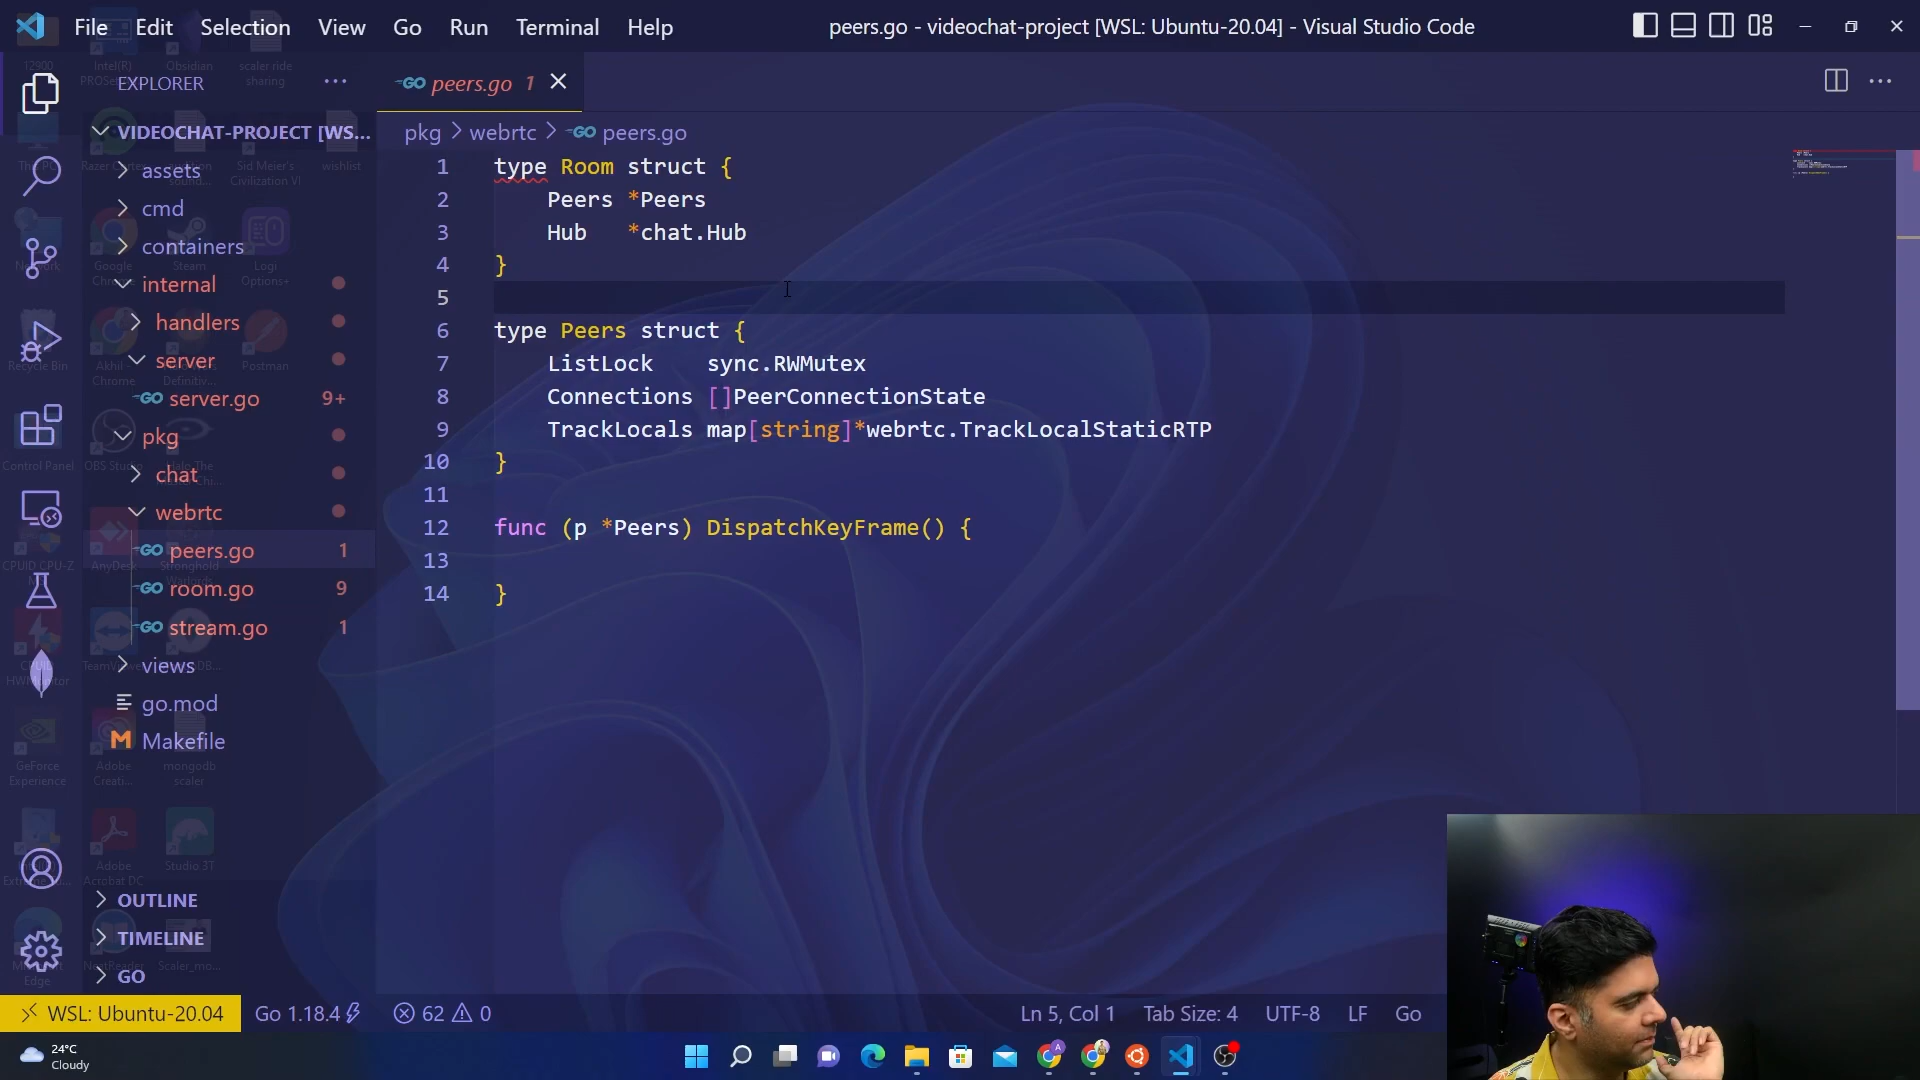 File Edit Selection View Go Run Terminal Help
peers.go - videochat-project [WSL: Ubuntu-20.04] - Visual Studio Code
EXPLORER
VIDEOCHAT-PROJECT [WS...
assets
cmd
containers
internal
handlers
server
server.go 9+
pkg
chat
webrtc
peers.go 1
room.go 9
stream.go 1
views
go.mod
Makefile
OUTLINE
TIMELINE
GO
peers.go 1
pkg > webrtc > peers.go
1 type Room struct {
2 Peers *Peers
3 Hub *chat.Hub
4 }
5
6 type Peers struct {
7 ListLock sync.RWMutex
8 Connections []PeerConnectionState
9 TrackLocals map[string]*webrtc.TrackLocalStaticRTP
10 }
11
12 func (p *Peers) DispatchKeyFrame() {
13
14 }
WSL: Ubuntu-20.04 Go 1.18.4 62 0
Ln 5, Col 1 Tab Size: 4 UTF-8 LF Go
24°C
Cloudy